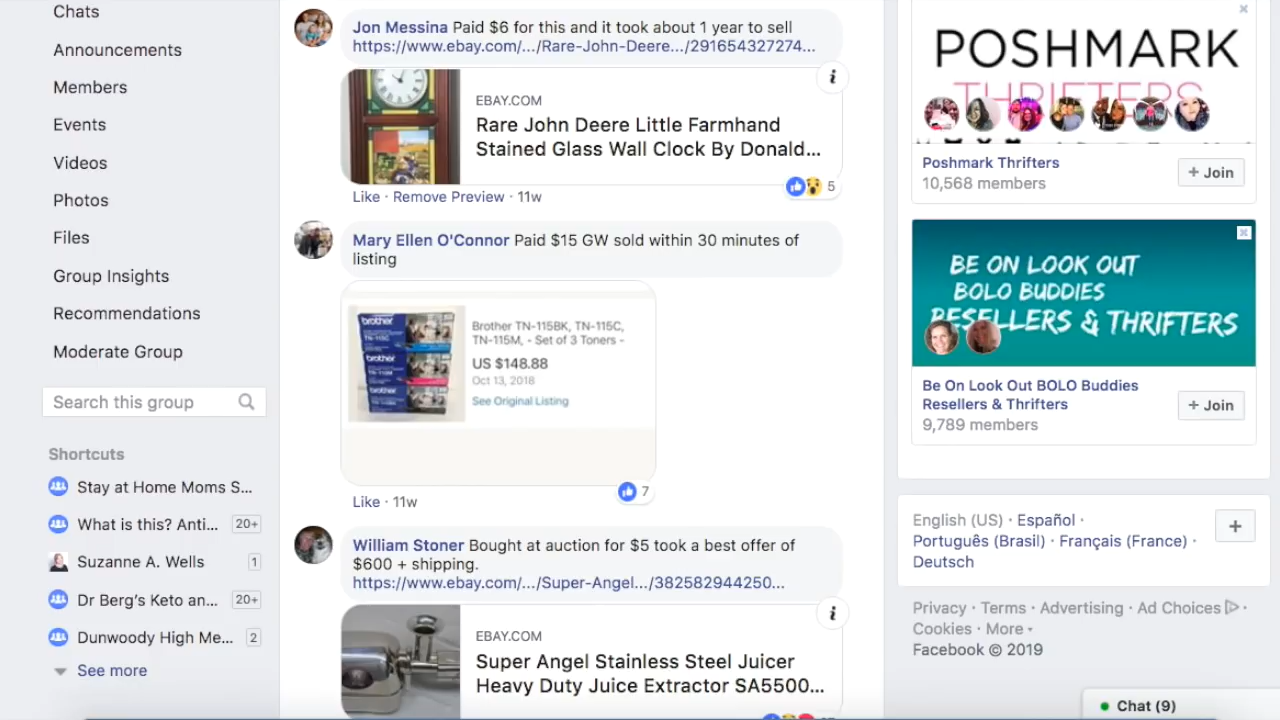 Chats
Announcements
Members
Events
Videos
Photos
Files
Group Insights
Recommendations
Moderate Group
Search this group
Shortcuts
Stay at Home Moms S...
What is this? Anti... 20+
Suzanne A. Wells 1
Dr Berg's Keto an... 20+
Dunwoody High Me... 2
See more
Jon Messina Paid $6 for this and it took about 1 year to sell
https://www.ebay.com/.../Rare-John-Deere.../291654327274...
EBAY.COM
Rare John Deere Little Farmhand
Stained Glass Wall Clock By Donald...
5
Like · Remove Preview · 11w
Mary Ellen O'Connor Paid $15 GW sold within 30 minutes of
listing
brother
TN-115C
brother
brother
Brother TN-115BK, TN-115C,
TN-115M, - Set of 3 Toners -
US $148.88
Oct 13, 2018
See Original Listing
7
Like · 11w
William Stoner Bought at auction for $5 took a best offer of
$600 + shipping.
https://www.ebay.com/.../Super-Angel.../382582944250...
EBAY.COM
Super Angel Stainless Steel Juicer
Heavy Duty Juice Extractor SA5500...
POSHMARK
THRIFTERS
Poshmark Thrifters
10,568 members
+ Join
BE ON LOOK OUT
BOLO BUDDIES
RESELLERS & THRIFTERS
Be On Look Out BOLO Buddies
Resellers & Thrifters
9,789 members
+ Join
English (US) · Español ·
Português (Brasil) · Français (France) ·
Deutsch
Privacy · Terms · Advertising · Ad Choices ·
Cookies · More
Facebook © 2019
Chat (9)